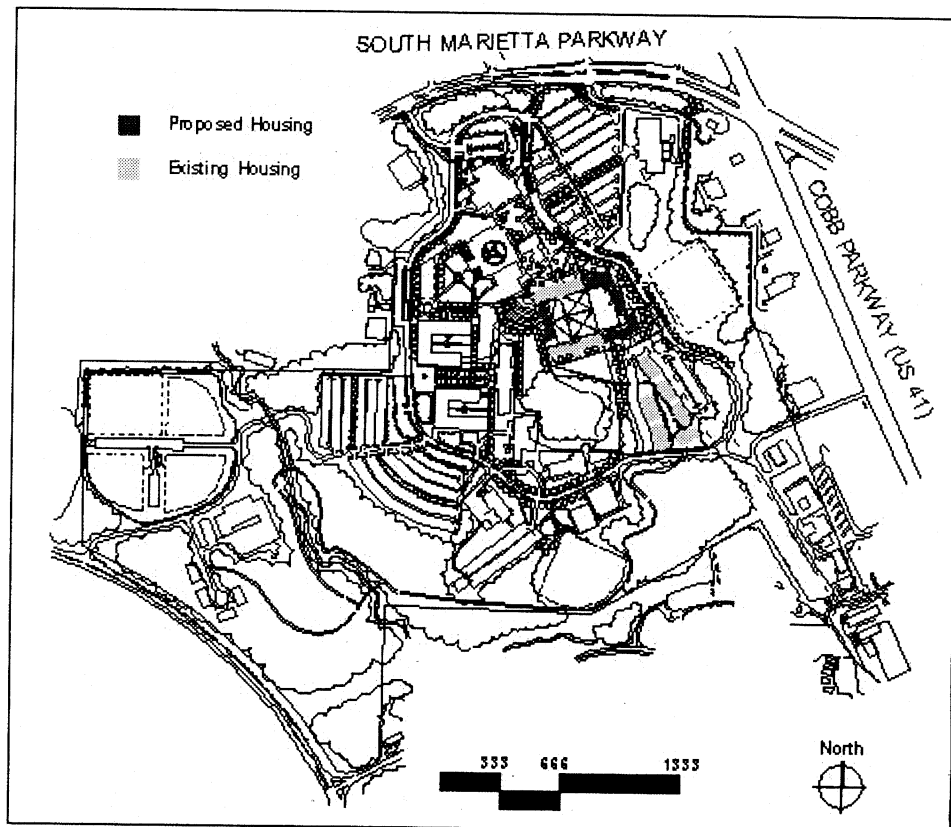 SOUTH MARIETTA PARKWAY
Proposed Housing
Existing Housing
COBB PARKWAY (US 41)
333 666 1333
North